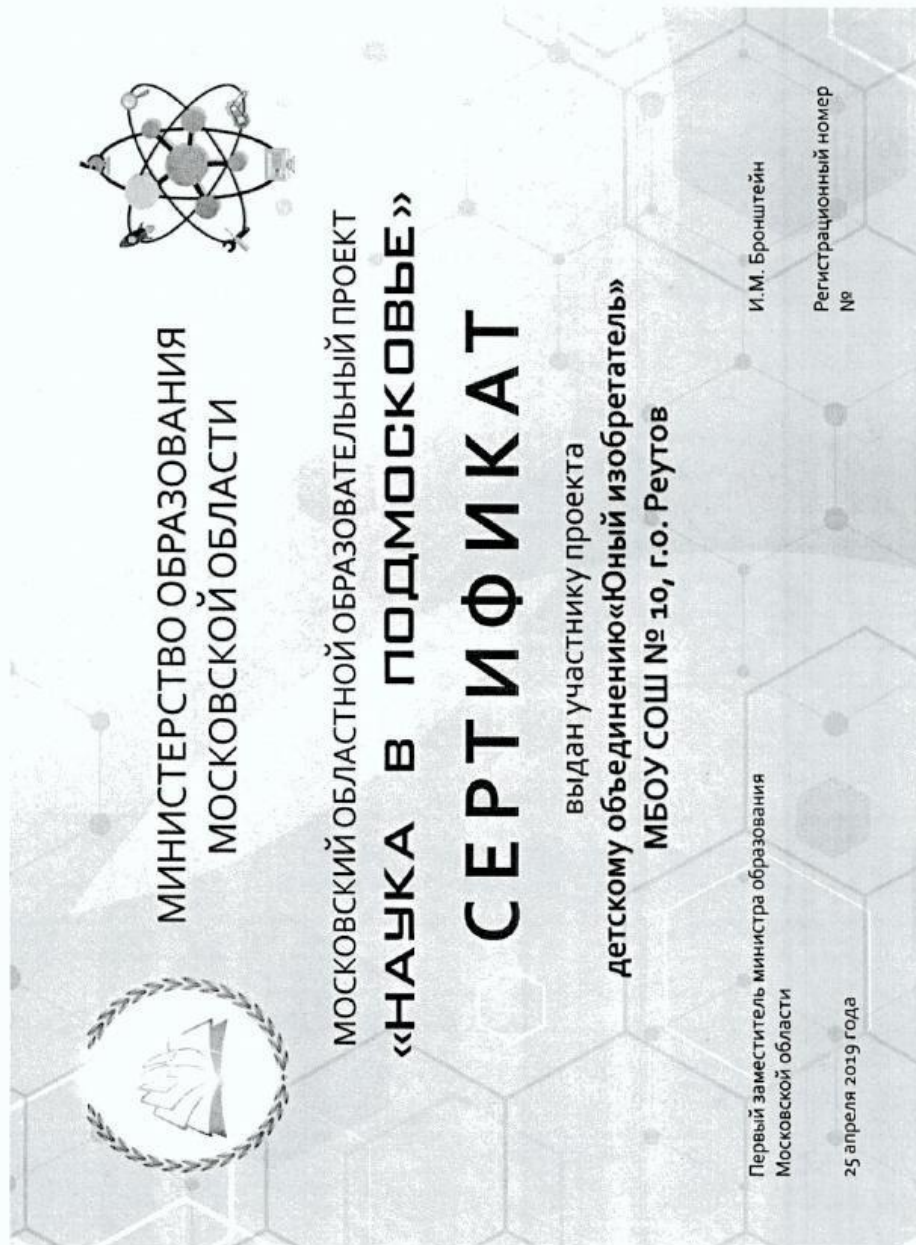 МИНИСТЕРСТВО ОБРАЗОВАНИЯ
МОСКОВСКОЙ ОБЛАСТИ
МОСКОВСКИЙ ОБЛАСТНОЙ ОБРАЗОВАТЕЛЬНЫЙ ПРОЕКТ
«НАУКА В ПОДМОСКОВЬЕ»
СЕРТИФИКАТ
выдан участнику проекта
детскому объединению«Юный изобретатель»
МБОУ СОШ № 10, г.о. Реутов
Первый заместитель министра образования
Московской области
И.М. Бронштейн
25 апреля 2019 года
Регистрационный номер
№